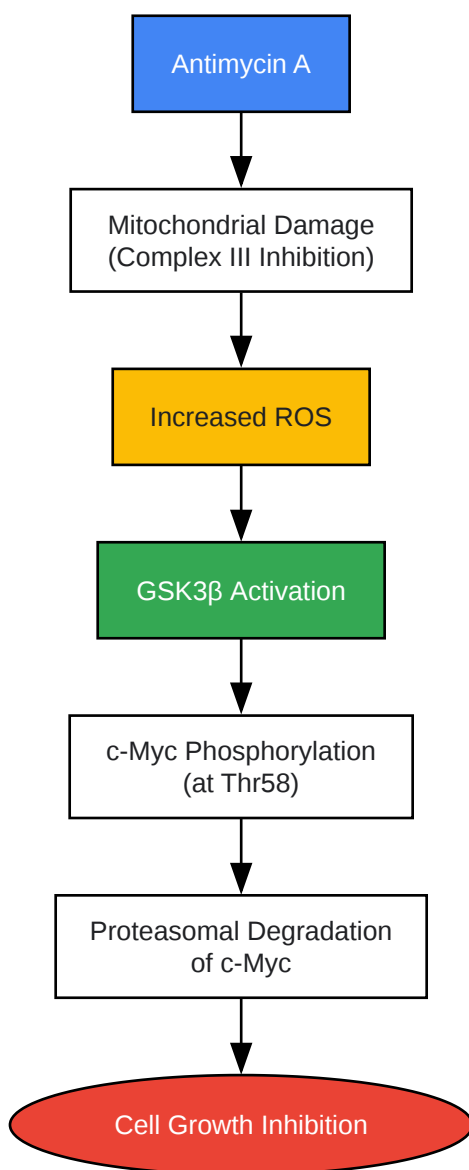 Antimycin A
Mitochondrial Damage
(Complex III Inhibition)
Increased ROS
GSK3β Activation
c-Myc Phosphorylation
(at Thr58)
Proteasomal Degradation
of c-Myc
Cell Growth Inhibition